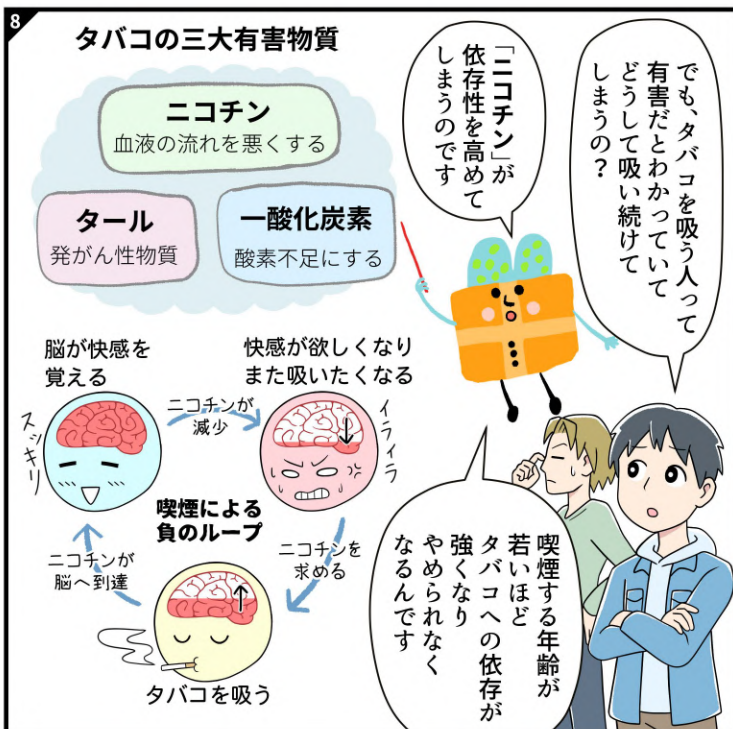 8
タバコの三大有害物質
ニコチン
血液の流れを悪くする
タール
発がん性物質
一酸化炭素
酸素不足にする
でも、タバコを吸う人って
有害だとわかっていて
どうして吸い続けて
しまうの?
「ニコチン」が
依存性を高めて
しまうのです
喫煙する年齢が
若いほど
タバコへの依存が
強くなり
やめられなく
なるんです
脳が快感を
覚える
スッキリ
ニコチンが
減少
快感が欲しくなり
また吸いたくなる
イライラ
喫煙による
負のループ
ニコチンを
求める
タバコを吸う
ニコチンが
脳へ到達